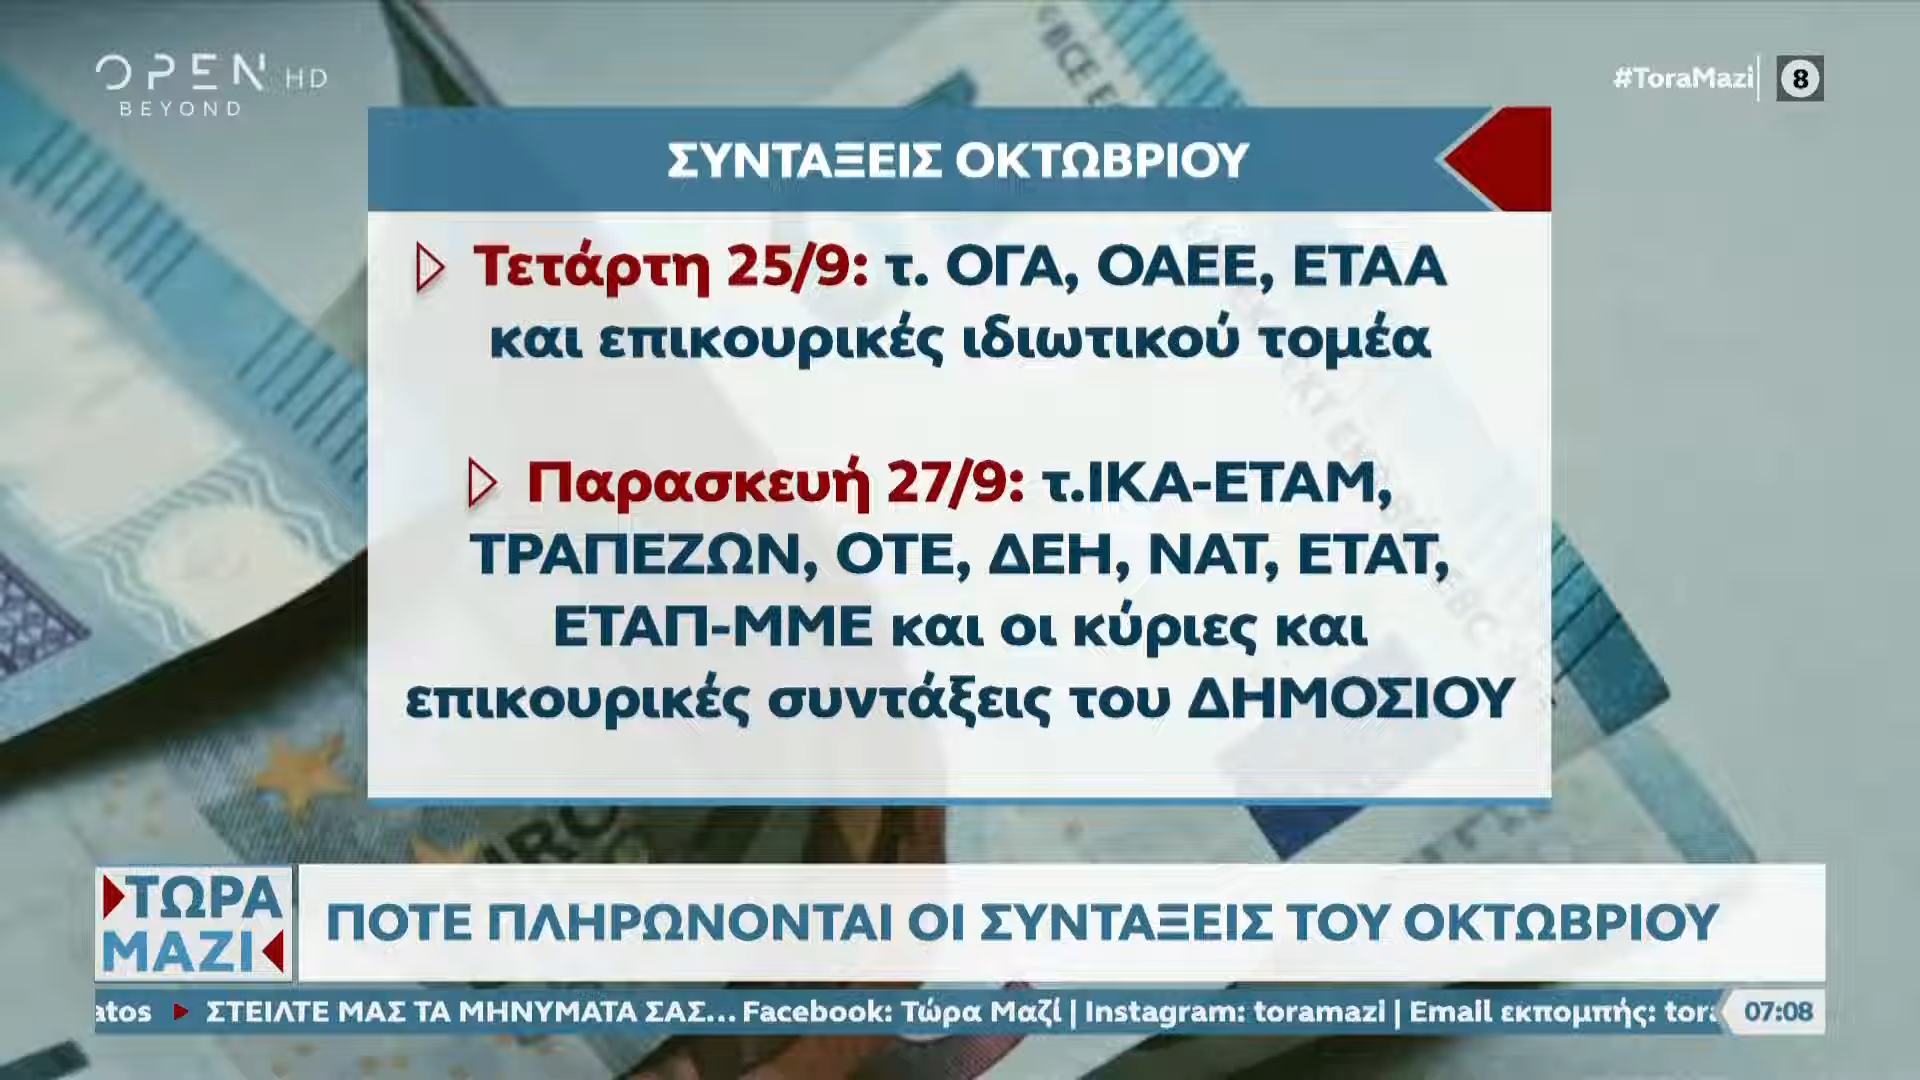 OPEN HD
BEYOND
#ToraMazi
8
ΣΥΝΤΑΞΕΙΣ ΟΚΤΩΒΡΙΟΥ
Τετάρτη 25/9: τ. ΟΓΑ, ΟΑΕΕ, ΕΤΑΑ
και επικουρικές ιδιωτικού τομέα
Παρασκευή 27/9: τ.ΙΚΑ-ΕΤΑΜ,
ΤΡΑΠΕΖΩΝ, ΟΤΕ, ΔΕΗ, ΝΑΤ, ΕΤΑΤ,
ΕΤΑΠ-ΜΜΕ και οι κύριες και
επικουρικές συντάξεις του ΔΗΜΟΣΙΟΥ
ΤΩΡΑ
ΜΑΖΙ
ΠΟΤΕ ΠΛΗΡΩΝΟΝΤΑΙ ΟΙ ΣΥΝΤΑΞΕΙΣ ΤΟΥ ΟΚΤΩΒΡΙΟΥ
atos ΣΤΕΙΛΤΕ ΜΑΣ ΤΑ ΜΗΝΥΜΑΤΑ ΣΑΣ... Facebook: Τώρα Μαζί | Instagram: toramazi | Email εκπομπής: tor
07:08